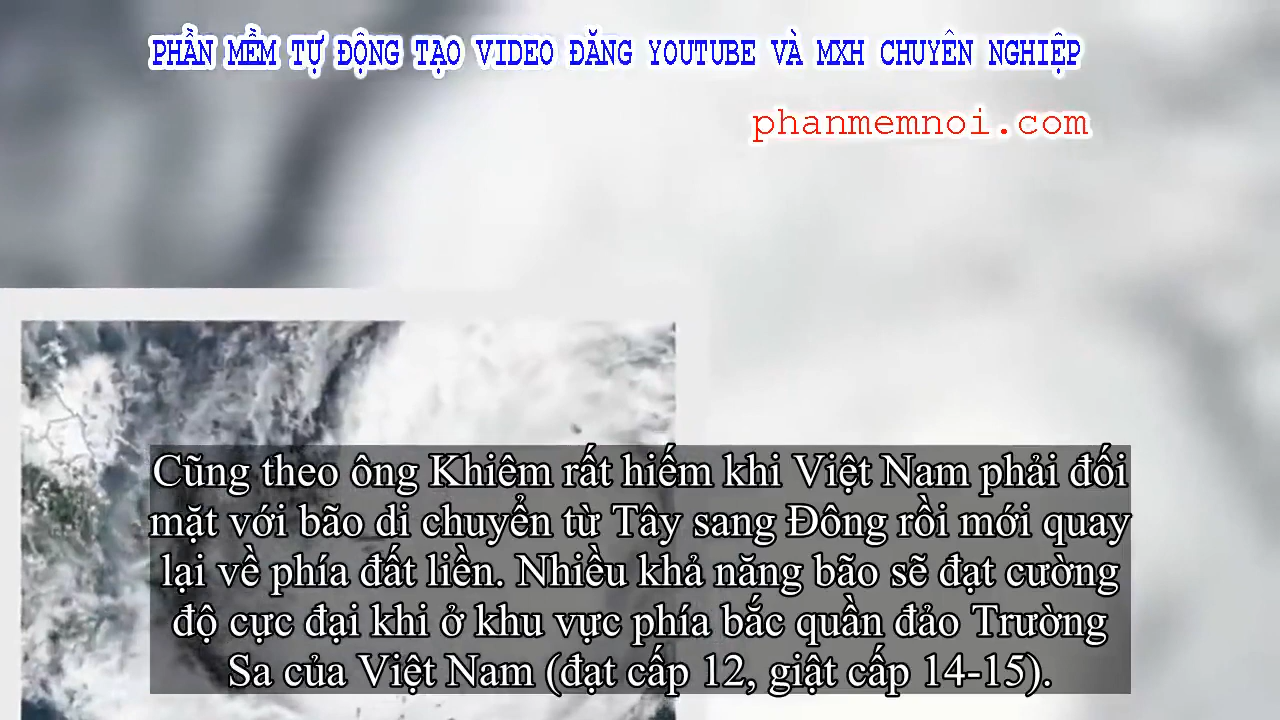 PHẦN MỀM TỰ ĐỘNG TẠO VIDEO ĐĂNG YOUTUBE VÀ MXH CHUYÊN NGHIỆP
phanmemnoi.com
Cũng theo ông Khiêm rất hiếm khi Việt Nam phải đối
mặt với bão di chuyển từ Tây sang Đông rồi mới quay
lại về phía đất liền. Nhiều khả năng bão sẽ đạt cường
độ cực đại khi ở khu vực phía bắc quần đảo Trường
Sa của Việt Nam (đạt cấp 12, giật cấp 14-15).